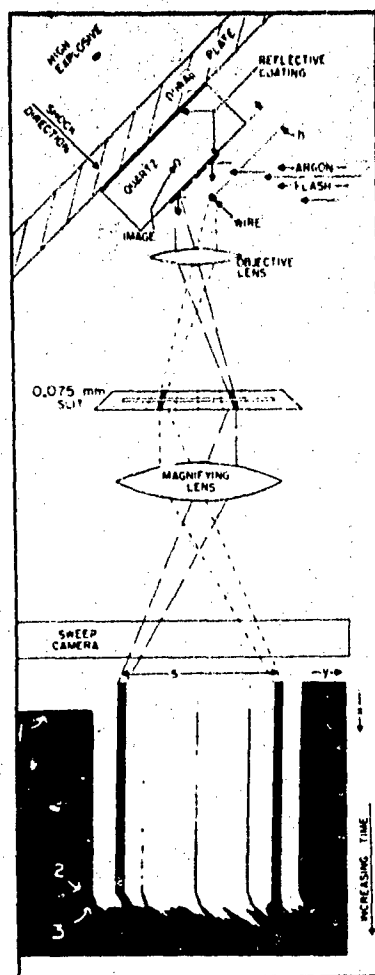 HIGH
EXPLOSIVE
PLATE
REFLECTIVE
COATING
SHOCK
DIRECTION
QUARTZ
n
t
h
ARGON
FLASH
WIRE
IMAGE
OBJECTIVE
LENS
0.075 mm
SLIT
MAGNIFYING
LENS
SWEEP
CAMERA
S
y
x
1
2
3
INCREASING TIME